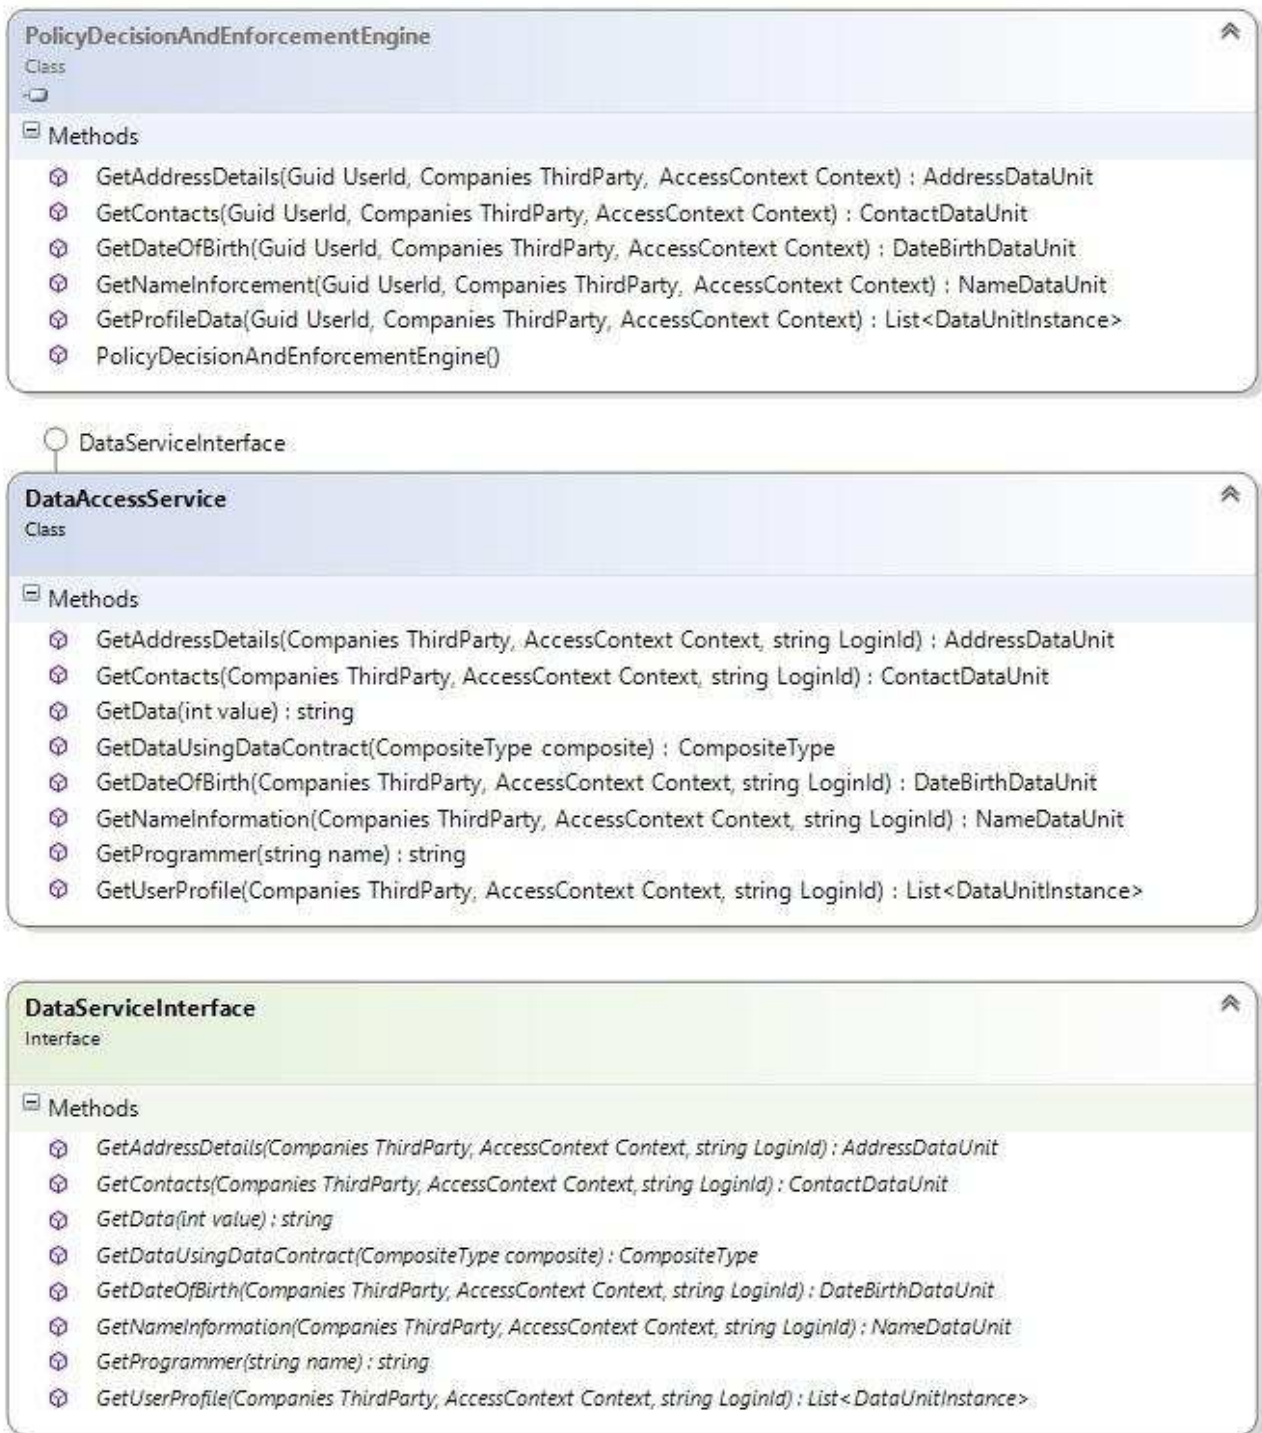 PolicyDecisionAndEnforcementEngine
Class
Methods
GetAddressDetails(Guid UserId, Companies ThirdParty, AccessContext Context) : AddressDataUnit
GetContacts(Guid UserId, Companies ThirdParty, AccessContext Context) : ContactDataUnit
GetDateOfBirth(Guid UserId, Companies ThirdParty, AccessContext Context) : DateBirthDataUnit
GetNameInforcement(Guid UserId, Companies ThirdParty, AccessContext Context) : NameDataUnit
GetProfileData(Guid UserId, Companies ThirdParty, AccessContext Context) : List<DataUnitInstance>
PolicyDecisionAndEnforcementEngine()
DataServiceInterface
DataAccessService
Class
Methods
GetAddressDetails(Companies ThirdParty, AccessContext Context, string LoginId) : AddressDataUnit
GetContacts(Companies ThirdParty, AccessContext Context, string LoginId) : ContactDataUnit
GetData(int value) : string
GetDataUsingDataContract(CompositeType composite) : CompositeType
GetDateOfBirth(Companies ThirdParty, AccessContext Context, string LoginId) : DateBirthDataUnit
GetNameInformation(Companies ThirdParty, AccessContext Context, string LoginId) : NameDataUnit
GetProgrammer(string name) : string
GetUserProfile(Companies ThirdParty, AccessContext Context, string LoginId) : List<DataUnitInstance>
DataServiceInterface
Interface
Methods
GetAddressDetails(Companies ThirdParty, AccessContext Context, string LoginId) : AddressDataUnit
GetContacts(Companies ThirdParty, AccessContext Context, string LoginId) : ContactDataUnit
GetData(int value) : string
GetDataUsingDataContract(CompositeType composite) : CompositeType
GetDateOfBirth(Companies ThirdParty, AccessContext Context, string LoginId) : DateBirthDataUnit
GetNameInformation(Companies ThirdParty, AccessContext Context, string LoginId) : NameDataUnit
GetProgrammer(string name) : string
GetUserProfile(Companies ThirdParty, AccessContext Context, string LoginId) : List<DataUnitInstance>